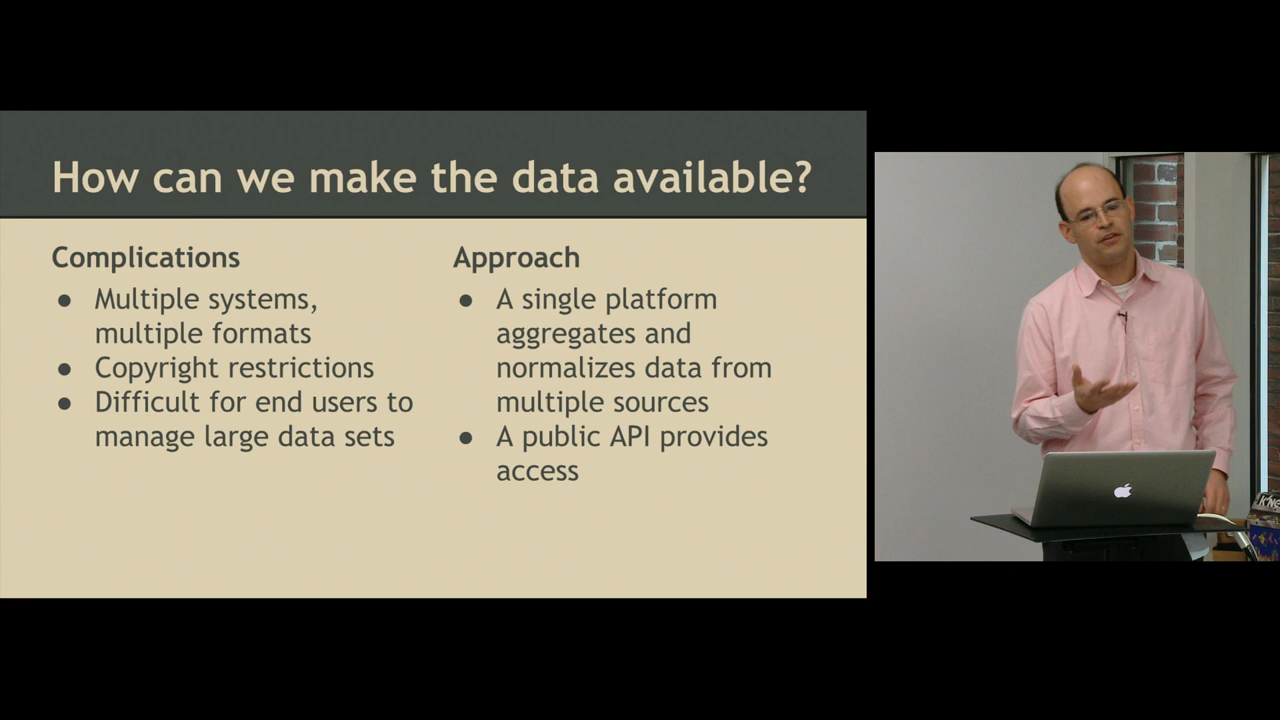 How can we make the data available?
Complications
● Multiple systems,
multiple formats
● Copyright restrictions
● Difficult for end users to
manage large data sets
Approach
● A single platform
aggregates and
normalizes data from
multiple sources
● A public API provides
access